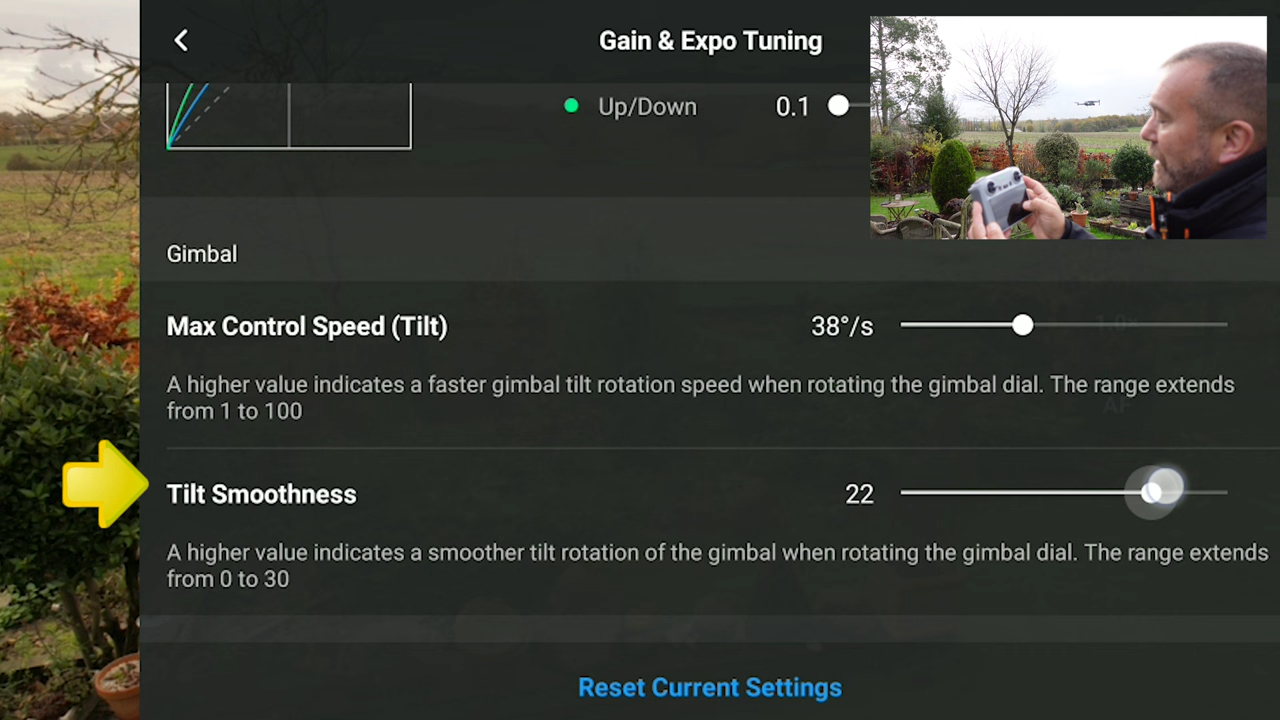 Gain & Expo Tuning
Up/Down
0.1
Gimbal
Max Control Speed (Tilt)
38°/s
A higher value indicates a faster gimbal tilt rotation speed when rotating the gimbal dial. The range extends
from 1 to 100
Tilt Smoothness
22
A higher value indicates a smoother tilt rotation of the gimbal when rotating the gimbal dial. The range extends
from 0 to 30
Reset Current Settings